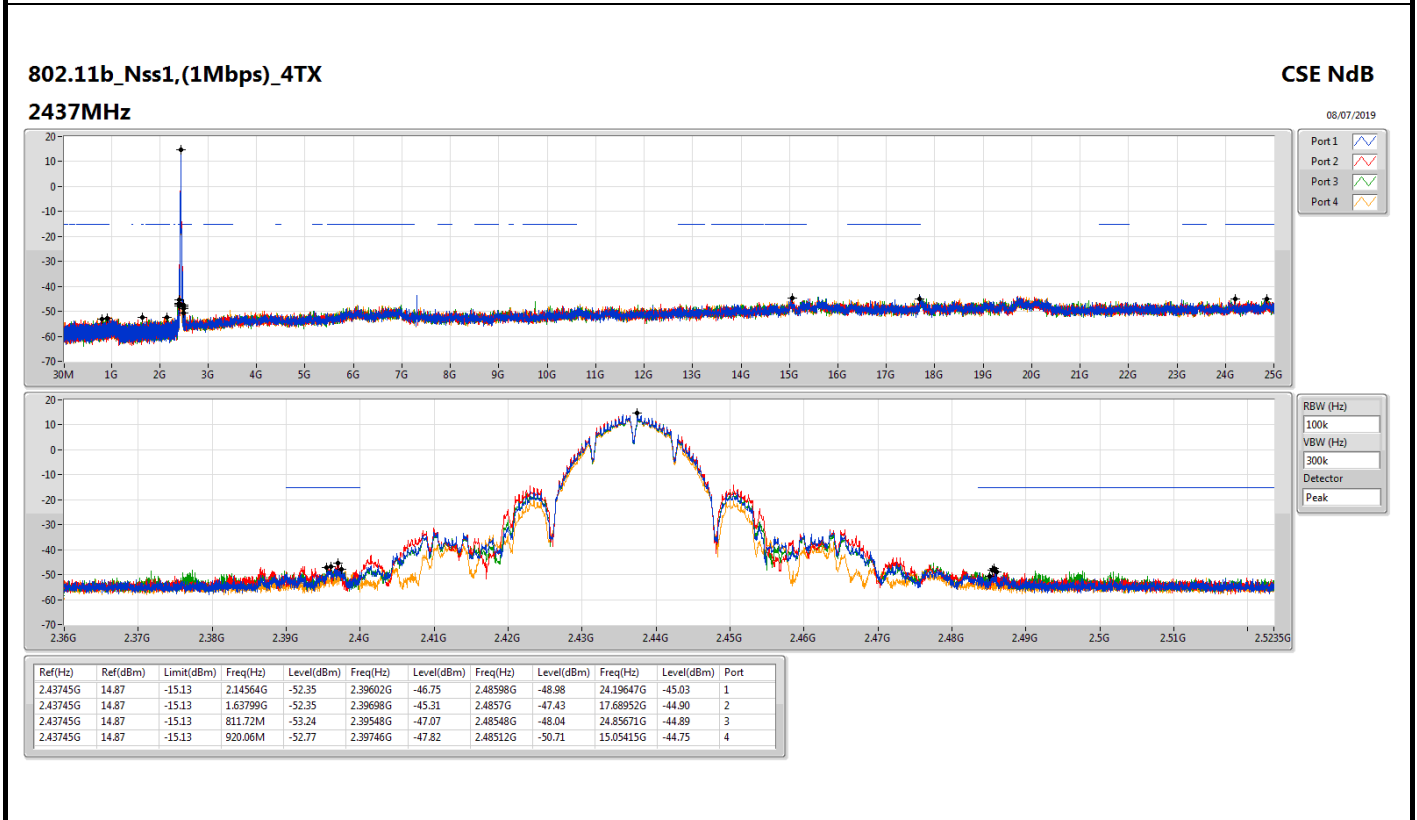 802.11b_Nss1,(1Mbps)_4TX
CSE NdB
2437MHz
08/07/2019
20
10
0
-10
-20
-30
-40
-50
-60
-70
30M 1G 2G 3G 4G 5G 6G 7G 8G 9G 10G 11G 12G 13G 14G 15G 16G 17G 18G 19G 20G 21G 22G 23G 24G 25G
Port 1
Port 2
Port 3
Port 4
20
10
0
-10
-20
-30
-40
-50
-60
-70
2.36G 2.37G 2.38G 2.39G 2.4G 2.41G 2.42G 2.43G 2.44G 2.45G 2.46G 2.47G 2.48G 2.49G 2.5G 2.51G 2.5235G
RBW (Hz)
100k
VBW (Hz)
300k
Detector
Peak
Ref(Hz) Ref(dBm) Limit(dBm) Freq(Hz) Level(dBm) Freq(Hz) Level(dBm) Freq(Hz) Level(dBm) Freq(Hz) Level(dBm) Port
2.43745G 14.87 -15.13 2.14564G -52.35 2.39602G -46.75 2.48598G -48.98 24.19647G -45.03 1
2.43745G 14.87 -15.13 1.63799G -52.35 2.39698G -45.31 2.4857G -47.43 17.68952G -44.90 2
2.43745G 14.87 -15.13 811.72M -53.24 2.39548G -47.07 2.48548G -48.04 24.85671G -44.89 3
2.43745G 14.87 -15.13 920.06M -52.77 2.39746G -47.82 2.48512G -50.71 15.05415G -44.75 4